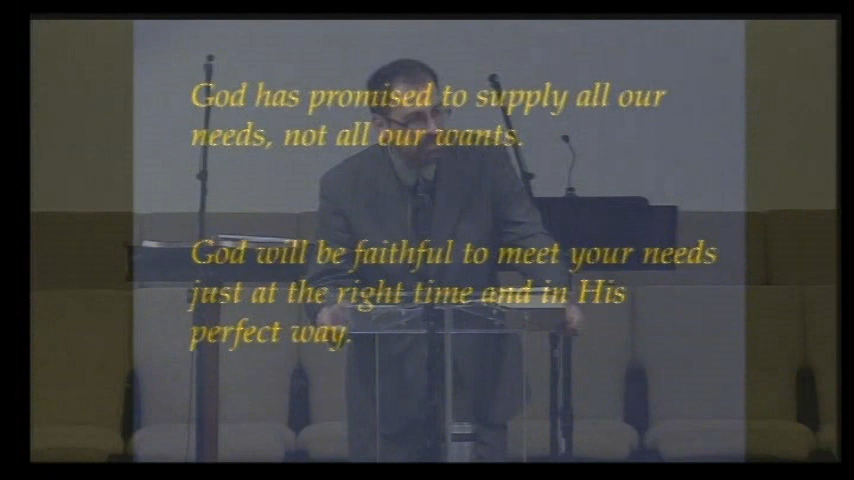 God has promised to supply all our
needs, not all our wants.
God will be faithful to meet your needs
just at the right time and in His
perfect way.